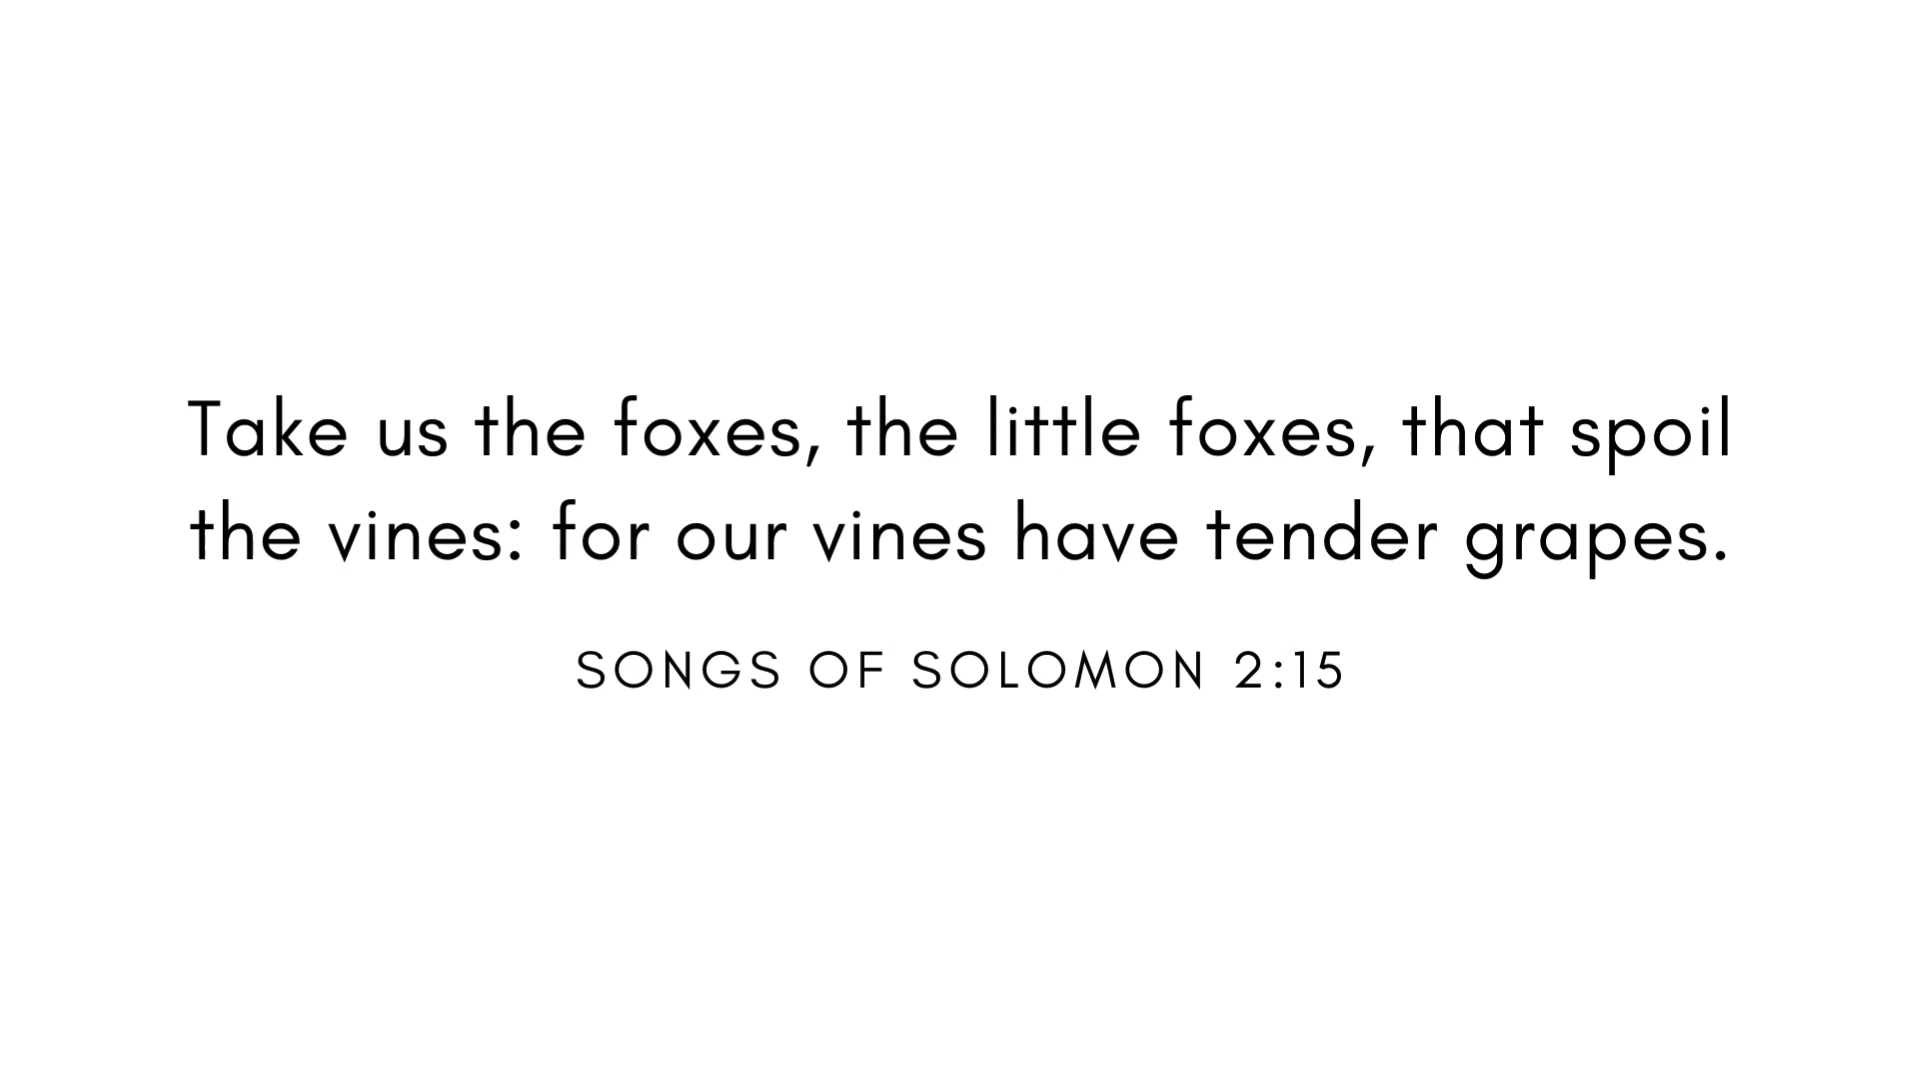 Take us the foxes, the little foxes, that spoil
the vines: for our vines have tender grapes.
SONGS OF SOLOMON 2:15